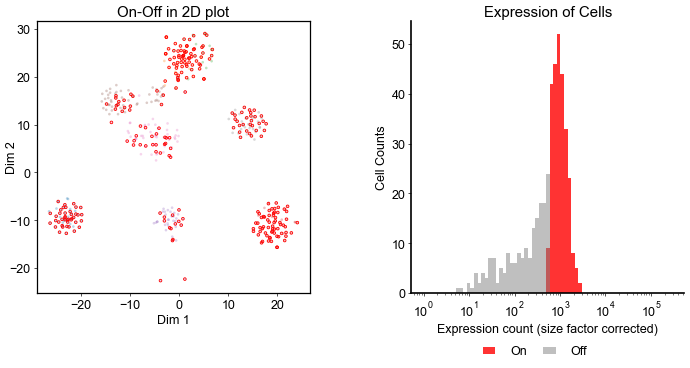 On-Off in 2D plot
30
20
10
0
−10
−20
−20
−10
0
10
20
Dim 2
Dim 1
Expression of Cells
50
40
30
20
10
0
10^0
10^1
10^2
10^3
10^4
10^5
Cell Counts
Expression count (size factor corrected)
On
Off